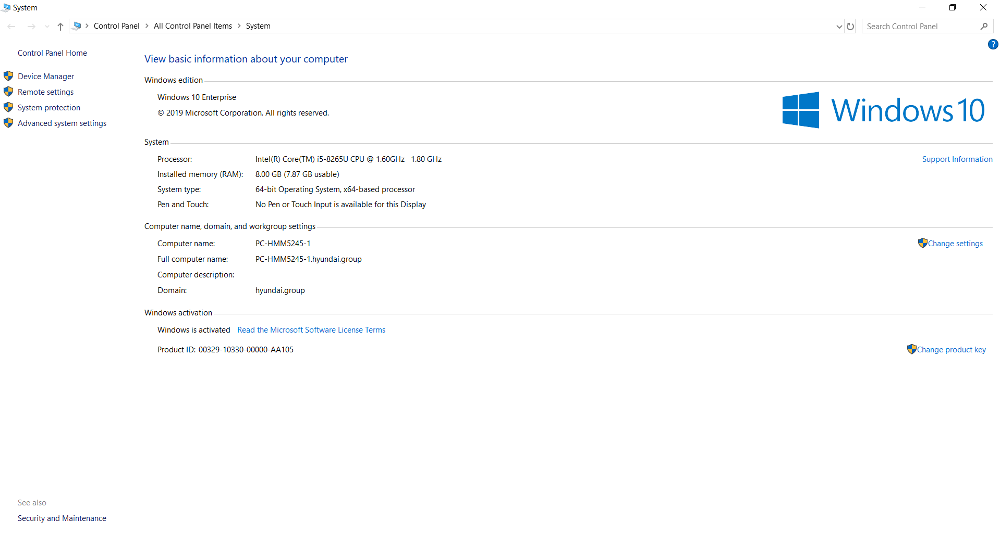 System
Control Panel > All Control Panel Items > System
Search Control Panel
?
Control Panel Home
Device Manager
Remote settings
System protection
Advanced system settings
View basic information about your computer
Windows edition
Windows 10 Enterprise
© 2019 Microsoft Corporation. All rights reserved.
Windows 10
System
Processor: Intel(R) Core(TM) i5-8265U CPU @ 1.60GHz 1.80 GHz
Support Information
Installed memory (RAM): 8.00 GB (7.87 GB usable)
System type: 64-bit Operating System, x64-based processor
Pen and Touch: No Pen or Touch Input is available for this Display
Computer name, domain, and workgroup settings
Computer name: PC-HMM5245-1
Change settings
Full computer name: PC-HMM5245-1.hyundai.group
Computer description:
Domain: hyundai.group
Windows activation
Windows is activated Read the Microsoft Software License Terms
Product ID: 00329-10330-00000-AA105
Change product key
See also
Security and Maintenance